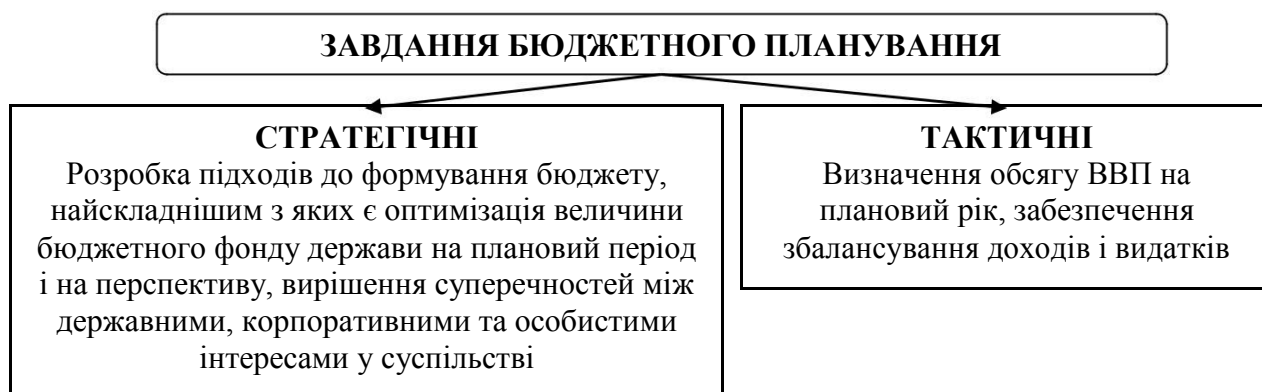 ЗАВДАННЯ БЮДЖЕТНОГО ПЛАНУВАННЯ
СТРАТЕГІЧНІ
Розробка підходів до формування бюджету,
найскладнішим з яких є оптимізація величини
бюджетного фонду держави на плановий період
і на перспективу, вирішення суперечностей між
державними, корпоративними та особистими
інтересами у суспільстві
ТАКТИЧНІ
Визначення обсягу ВВП на
плановий рік, забезпечення
збалансування доходів і видатків